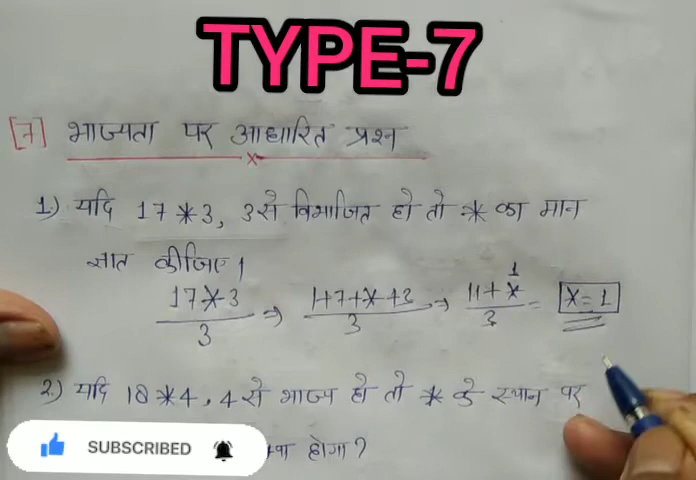 TYPE-7
[7] भाज्यता पर आधारित प्रश्न
1.) यदि 17*3, 3 से विभाजित हो तो * का मान
ज्ञात कीजिए।
17*3/3 ⇒ 1+7+*+3/3 → 11+*/3 = *=1
1
2.) यदि 18*4, 4 से भाज्य हो तो * के स्थान पर
होगा?
SUBSCRIBED